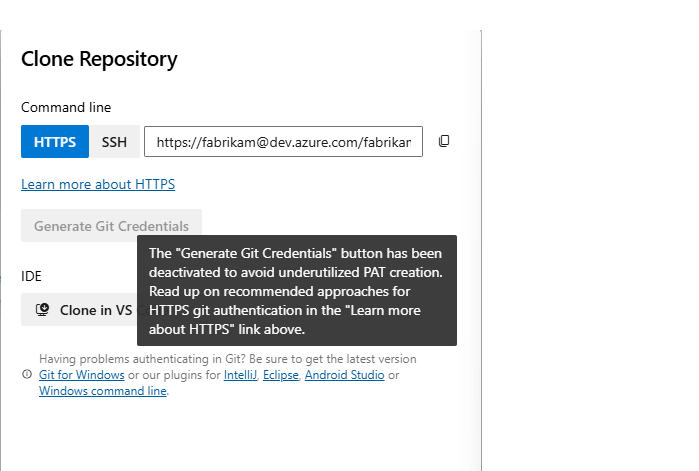 Clone Repository
Command line
HTTPS SSH https://fabrikam@dev.azure.com/fabrikar
Learn more about HTTPS
Generate Git Credentials
The "Generate Git Credentials" button has been
deactivated to avoid underutilized PAT creation.
Read up on recommended approaches for
HTTPS git authentication in the "Learn more
about HTTPS" link above.
IDE
Clone in VS
Having problems authenticating in Git? Be sure to get the latest version
Git for Windows or our plugins for IntelliJ, Eclipse, Android Studio or
Windows command line.